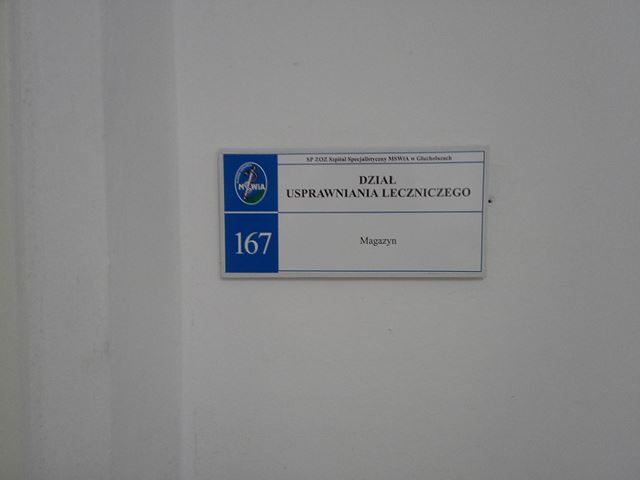 SP ZOZ Szpital Specjalistyczny MSWiA w Głuchołazach
MSWiA
DZIAŁ
USPRAWNIANIA LECZNICZEGO
167
Magazyn